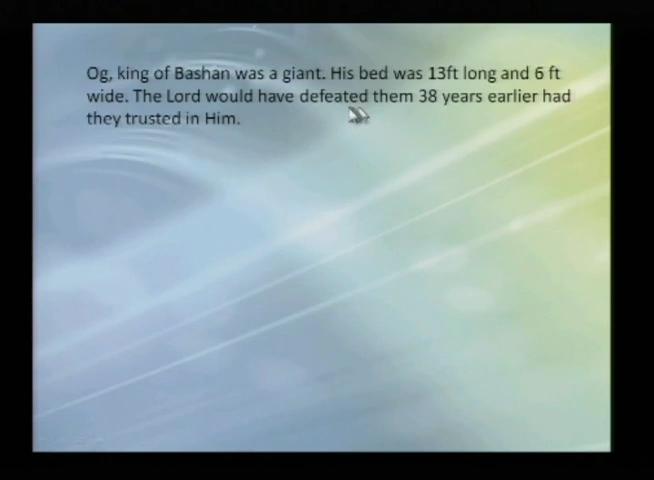 Og, king of Bashan was a giant. His bed was 13ft long and 6 ft
wide. The Lord would have defeated them 38 years earlier had
they trusted in Him.